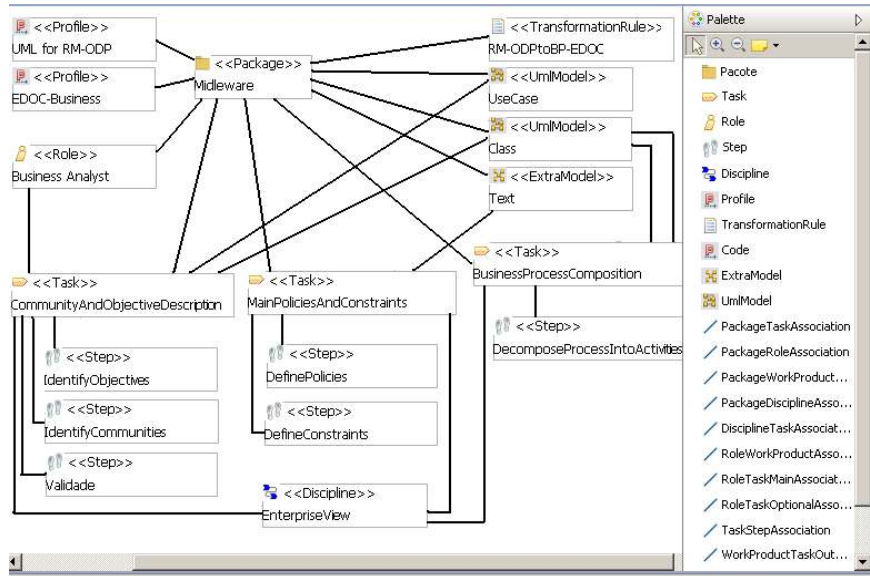 <<Profile>>
UML for RM-ODP
<<Profile>>
EDOC-Business
<<Package>>
Midleware
<<TransformationRule>>
RM-ODPtoBP-EDOC
<<UmlModel>>
UseCase
<<UmlModel>>
Class
<<ExtraModel>>
Text
<<Role>>
Business Analyst
<<Task>>
CommunityAndObjectiveDescription
<<Task>>
MainPoliciesAndConstraints
<<Task>>
BusinessProcessComposition
<<Step>>
IdentifyObjectives
<<Step>>
IdentifyCommunities
<<Step>>
Validade
<<Step>>
DefinePolicies
<<Step>>
DefineConstraints
<<Step>>
DecomposeProcessIntoActivities
<<Discipline>>
EnterpriseView
Palette
Pacote
Task
Role
Step
Discipline
Profile
TransformationRule
Code
ExtraModel
UmlModel
PackageTaskAssociation
PackageRoleAssociation
PackageWorkProduct...
PackageDisciplineAsso...
DisciplineTaskAssociat...
RoleWorkProductAsso...
RoleTaskMainAssociat...
RoleTaskOptionalAsso...
TaskStepAssociation
WorkProductTaskOut...